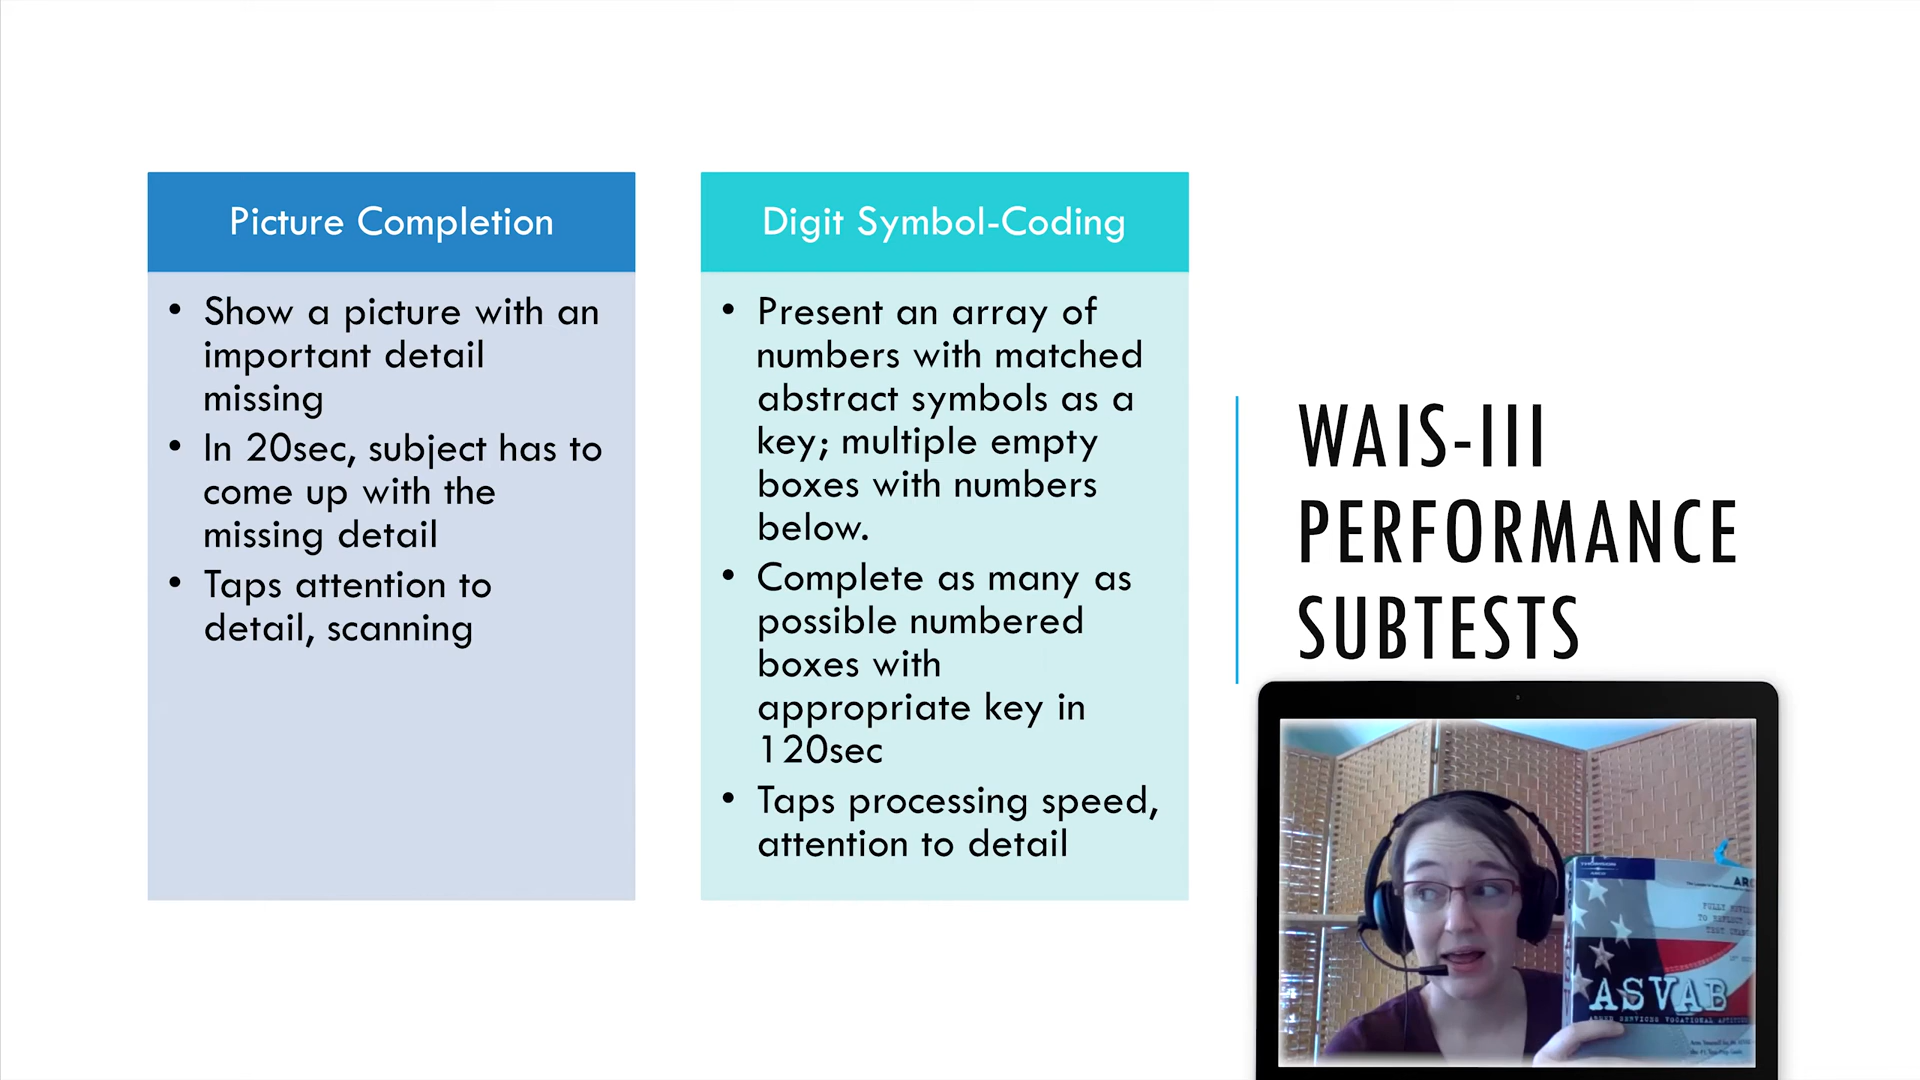 Picture Completion
• Show a picture with an
important detail
missing
• In 20sec, subject has to
come up with the
missing detail
• Taps attention to
detail, scanning
Digit Symbol-Coding
• Present an array of
numbers with matched
abstract symbols as a
key; multiple empty
boxes with numbers
below.
• Complete as many as
possible numbered
boxes with
appropriate key in
120sec
• Taps processing speed,
attention to detail
WAIS-III
PERFORMANCE
SUBTESTS
ASVAB